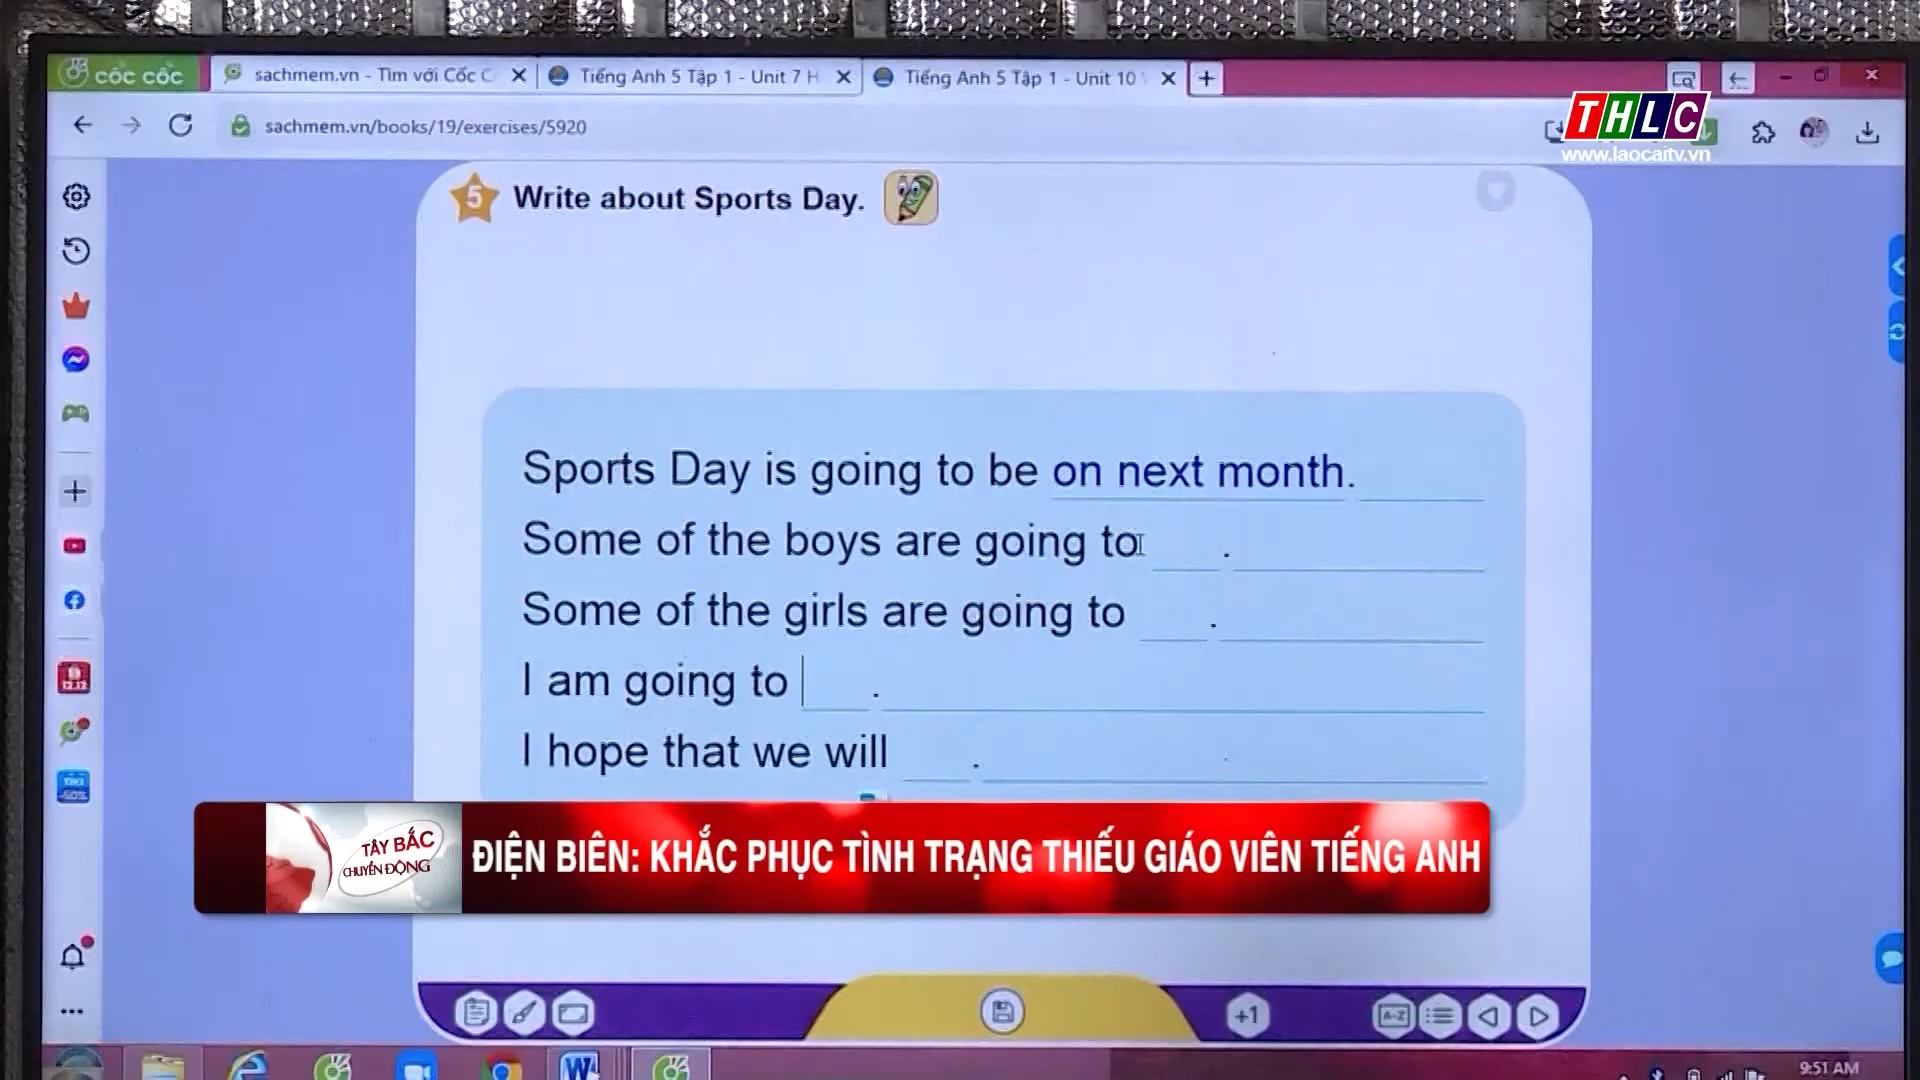 cốc cốc
sachmem.vn - Tìm với Cốc C
Tiếng Anh 5 Tập 1 - Unit 7 H
Tiếng Anh 5 Tập 1 - Unit 10
sachmem.vn/books/19/exercises/5920
THLC
www.laocaitv.vn
5 Write about Sports Day.
Sports Day is going to be on next month.
Some of the boys are going to ___.
Some of the girls are going to ___.
I am going to ___.
I hope that we will ___.
TÂY BẮC
CHUYỂN ĐỘNG
ĐIỆN BIÊN: KHẮC PHỤC TÌNH TRẠNG THIẾU GIÁO VIÊN TIẾNG ANH
+1
A-Z
9:51 AM